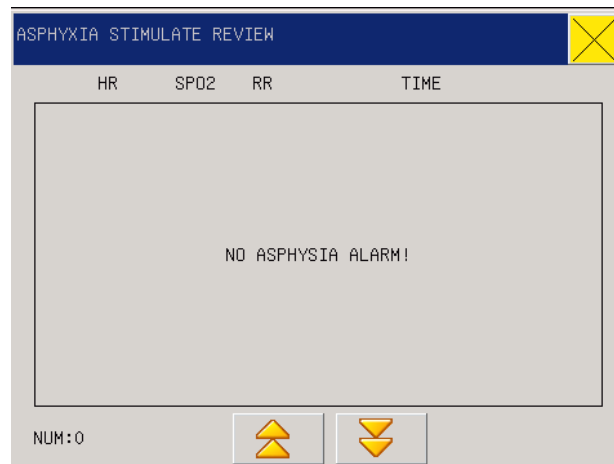 ASPHYXIA STIMULATE REVIEW
HR SPO2 RR TIME
NO ASPHYSIA ALARM!
NUM:0